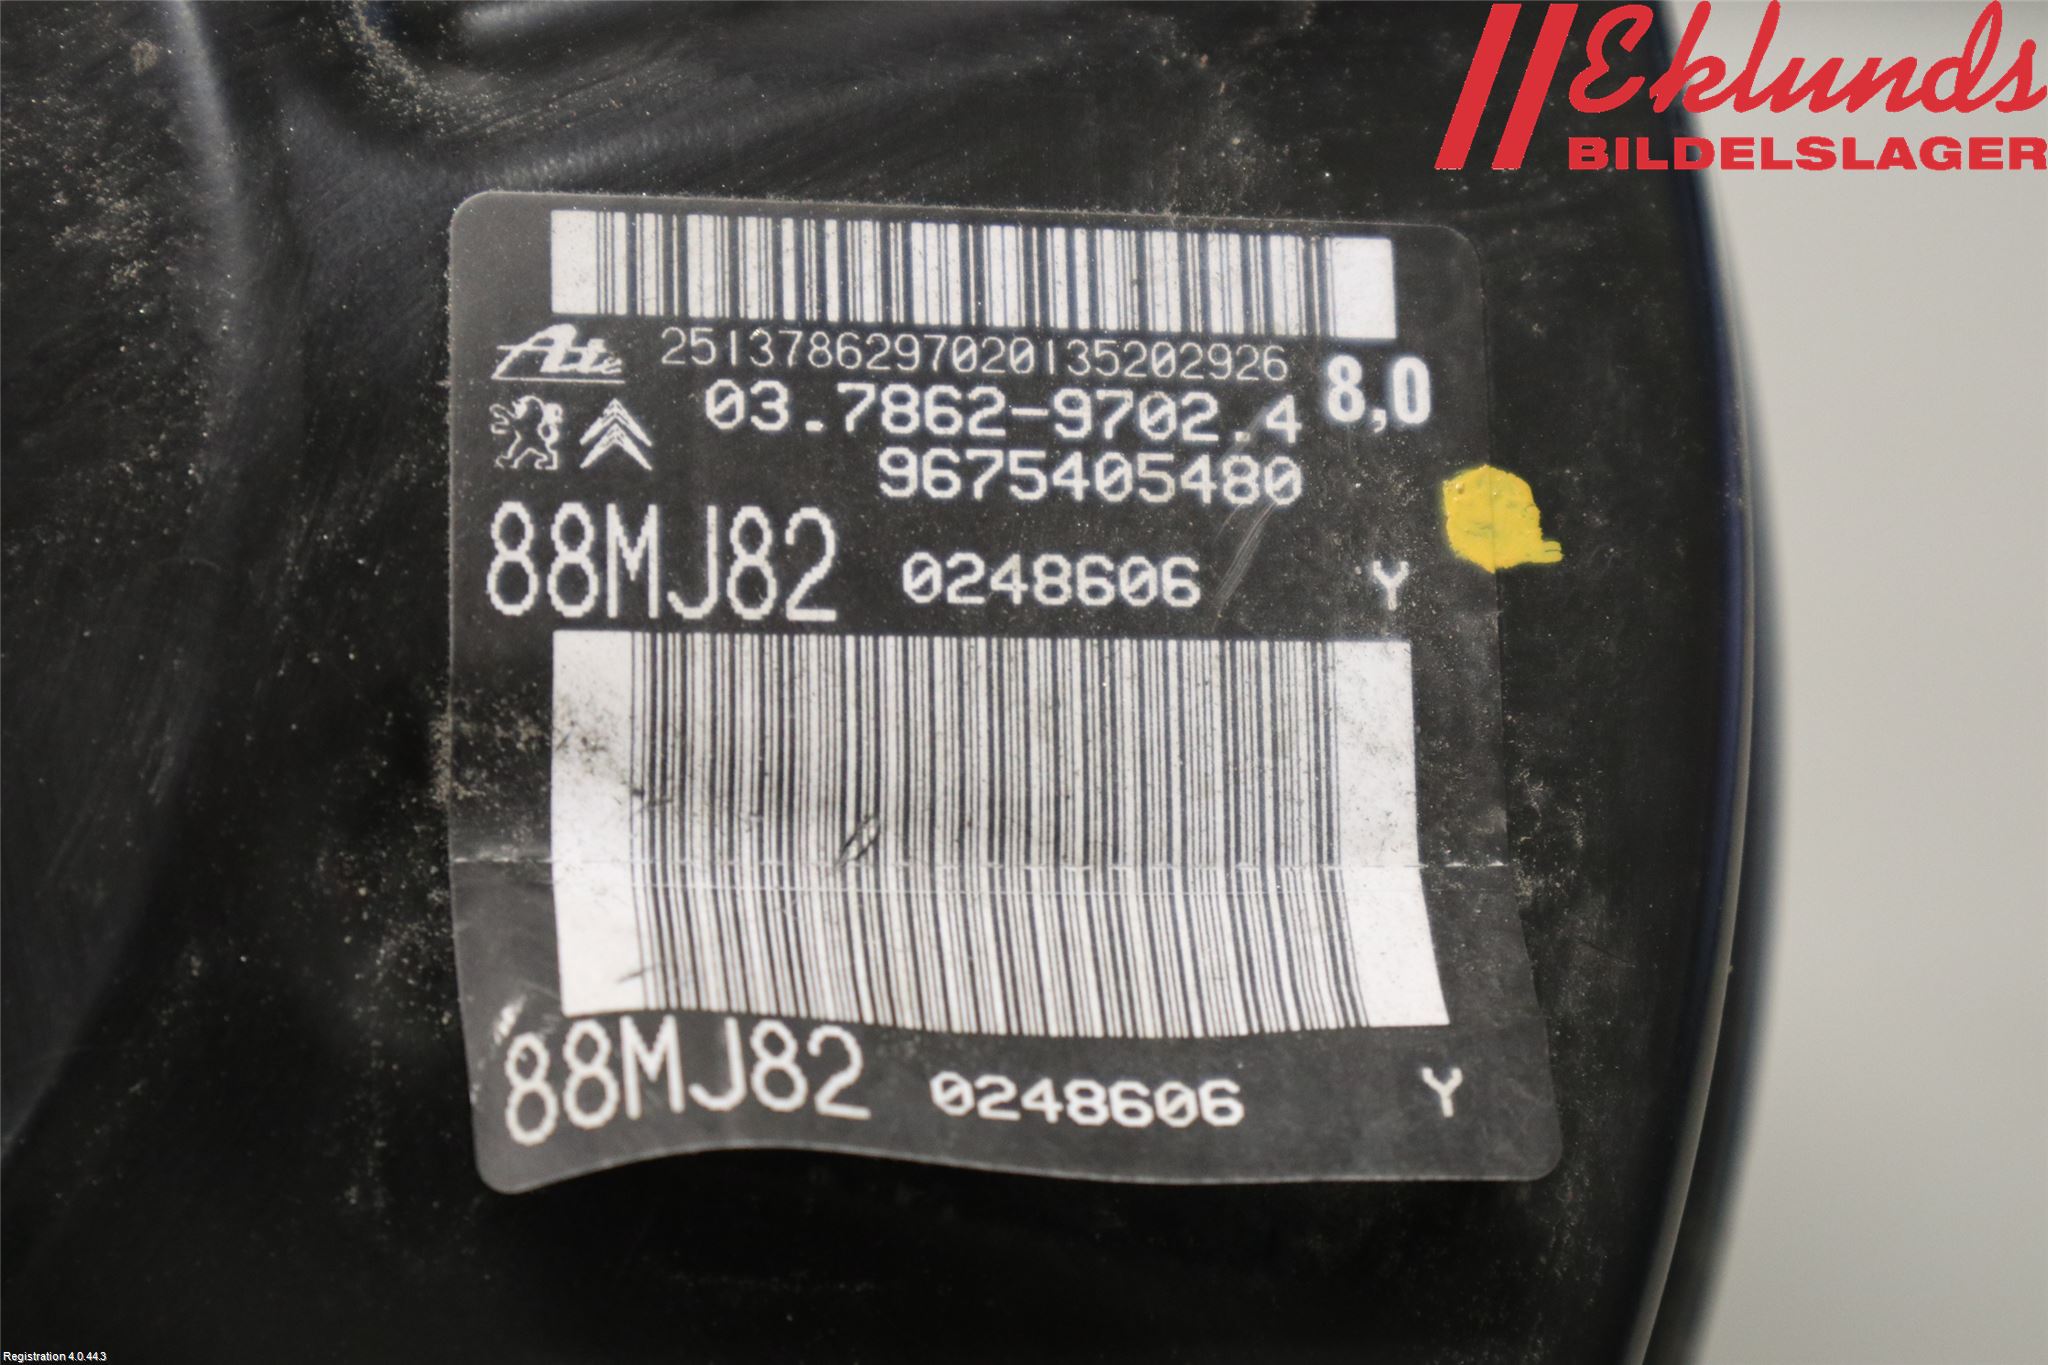 Eklunds
BILDELSLAGER
2513786297020135202926
Ate
03.7862-9702.4
8,0
9675405480
88MJ82 0248606 Y
88MJ82 0248606 Y
Registration 4.0.44.3